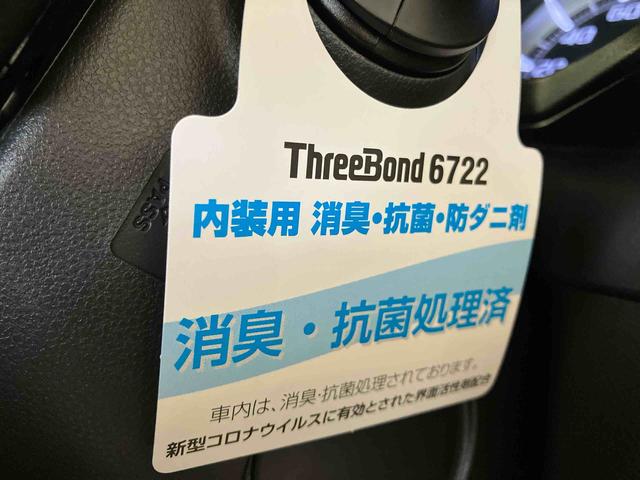 ThreeBond 6722
内装用 消臭・抗菌・防ダニ剤
消臭・抗菌処理済
車内は、消臭・抗菌処理されております。
新型コロナウイルスに有効とされた界面活性剤配合